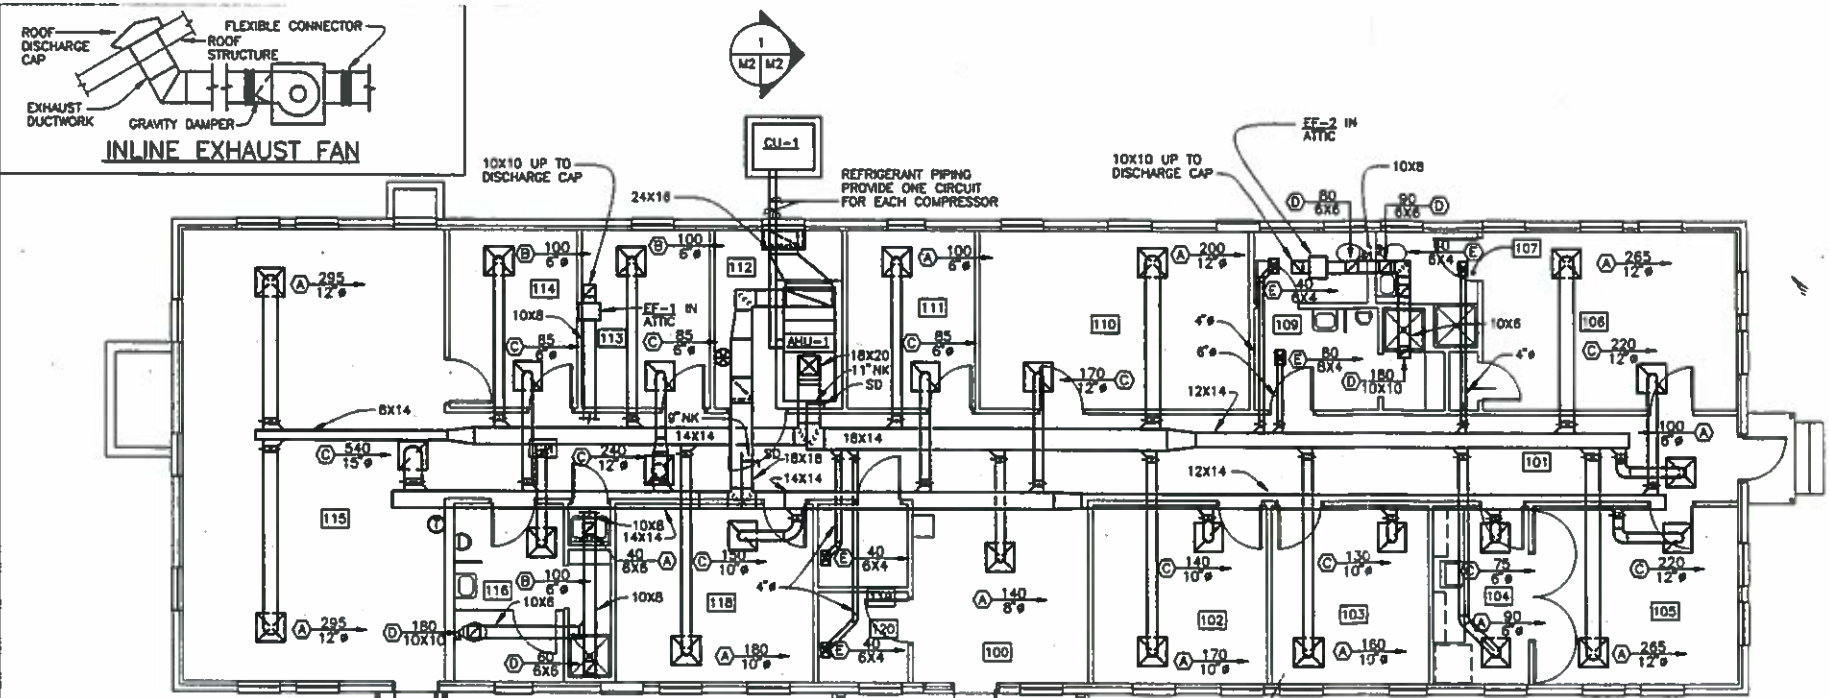 ROOF
DISCHARGE
CAP
FLEXIBLE CONNECTOR
ROOF
STRUCTURE
EXHAUST
DUCTWORK
GRAVITY DAMPER
INLINE EXHAUST FAN
1
M2 M2
CU-1
EF-2 IN
ATTIC
10X10 UP TO
DISCHARGE CAP
24X16
REFRIGERANT PIPING
PROVIDE ONE CIRCUIT
FOR EACH COMPRESSOR
10X10 UP TO
DISCHARGE CAP
10X8
D 80
6X6
90 D
6X6
B 100
6"ø
B 100
6"ø
112
A 100
6"ø
A 200
12"ø
E
6X4
107
A 265
12"ø
A 295
12"ø
114
EF-1 IN
ATTIC
10X8
113
111
110
40
E 6X4
109
4"ø
10X6
106
C 85
6"ø
C 85
6"ø
AHU-1
18X20
11"NK
SD
C 85
6"ø
170 C
12"ø
6"ø
E 80
8X4
D 180
10X10
4"ø
C 220
12"ø
8X14
9"NK
14X14
18X14
12X14
100 A
6"ø
C 540
15"ø
C 240
12"ø
SD
18X18
14X14
12X14
101
115
T
10X8
14X14
40 A
6X6
C 150
10"ø
E 40
6X4
C 140
10"ø
C 130
10"ø
C 75
6"ø
C 220
12"ø
B 100
6"ø
116
10X6
10X8
118
4"ø
120
A 140
8"ø
102
103
104
105
A 295
12"ø
D 180
10X10
D 60
6X6
A 180
10"ø
E 40
6X4
100
A 170
10"ø
A 160
10"ø
A 90
6"ø
A 265
12"ø